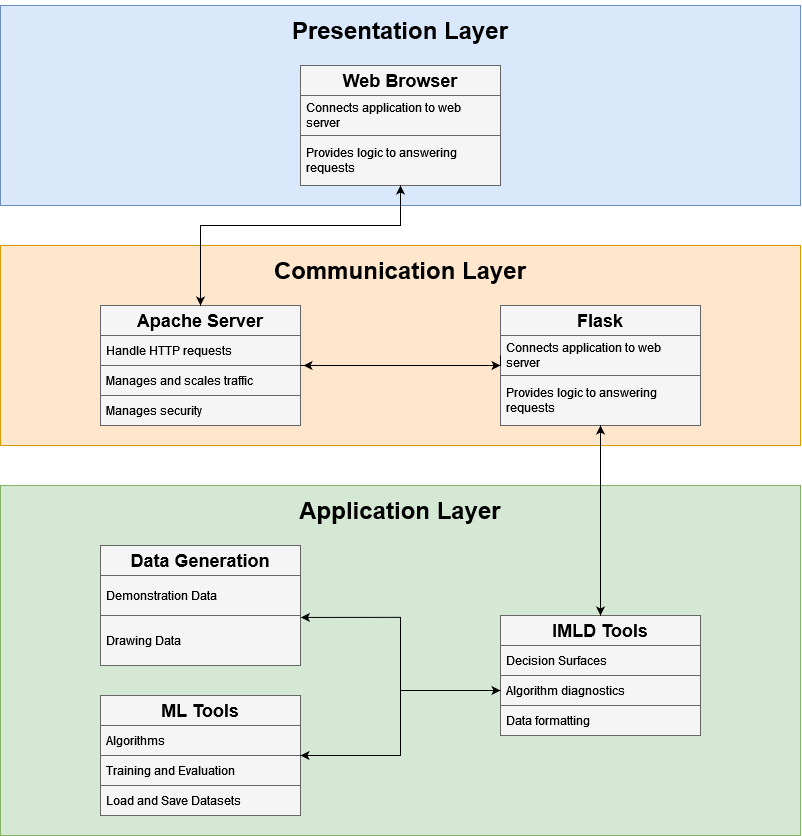 Presentation Layer
Web Browser
Connects application to web
server
Provides logic to answering
requests
Communication Layer
Apache Server
Handle HTTP requests
Manages and scales traffic
Manages security
Flask
Connects application to web
server
Provides logic to answering
requests
Application Layer
Data Generation
Demonstration Data
Drawing Data
ML Tools
Algorithms
Training and Evaluation
Load and Save Datasets
IMLD Tools
Decision Surfaces
Algorithm diagnostics
Data formatting